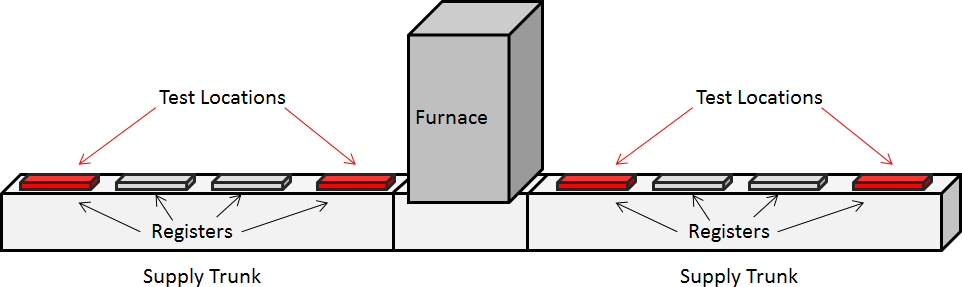 Test Locations
Furnace
Test Locations
Registers
Registers
Supply Trunk
Supply Trunk